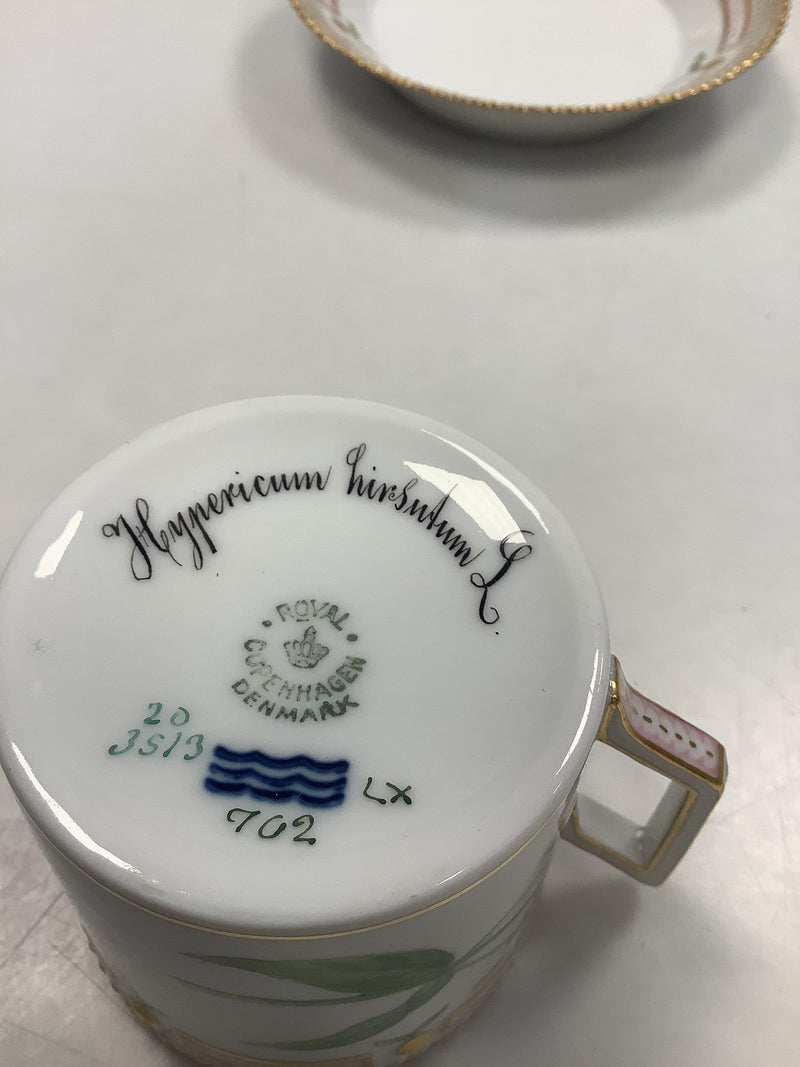 Hypericum hirsutum L.
ROYAL
COPENHAGEN
DENMARK
20
3513
LX
702